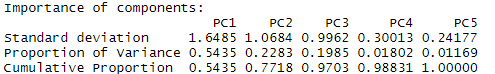 Importance of components:
PC1 PC2 PC3 PC4 PC5
Standard deviation 1.6485 1.0684 0.9962 0.30013 0.24177
Proportion of Variance 0.5435 0.2283 0.1985 0.01802 0.01169
Cumulative Proportion 0.5435 0.7718 0.9703 0.98831 1.00000